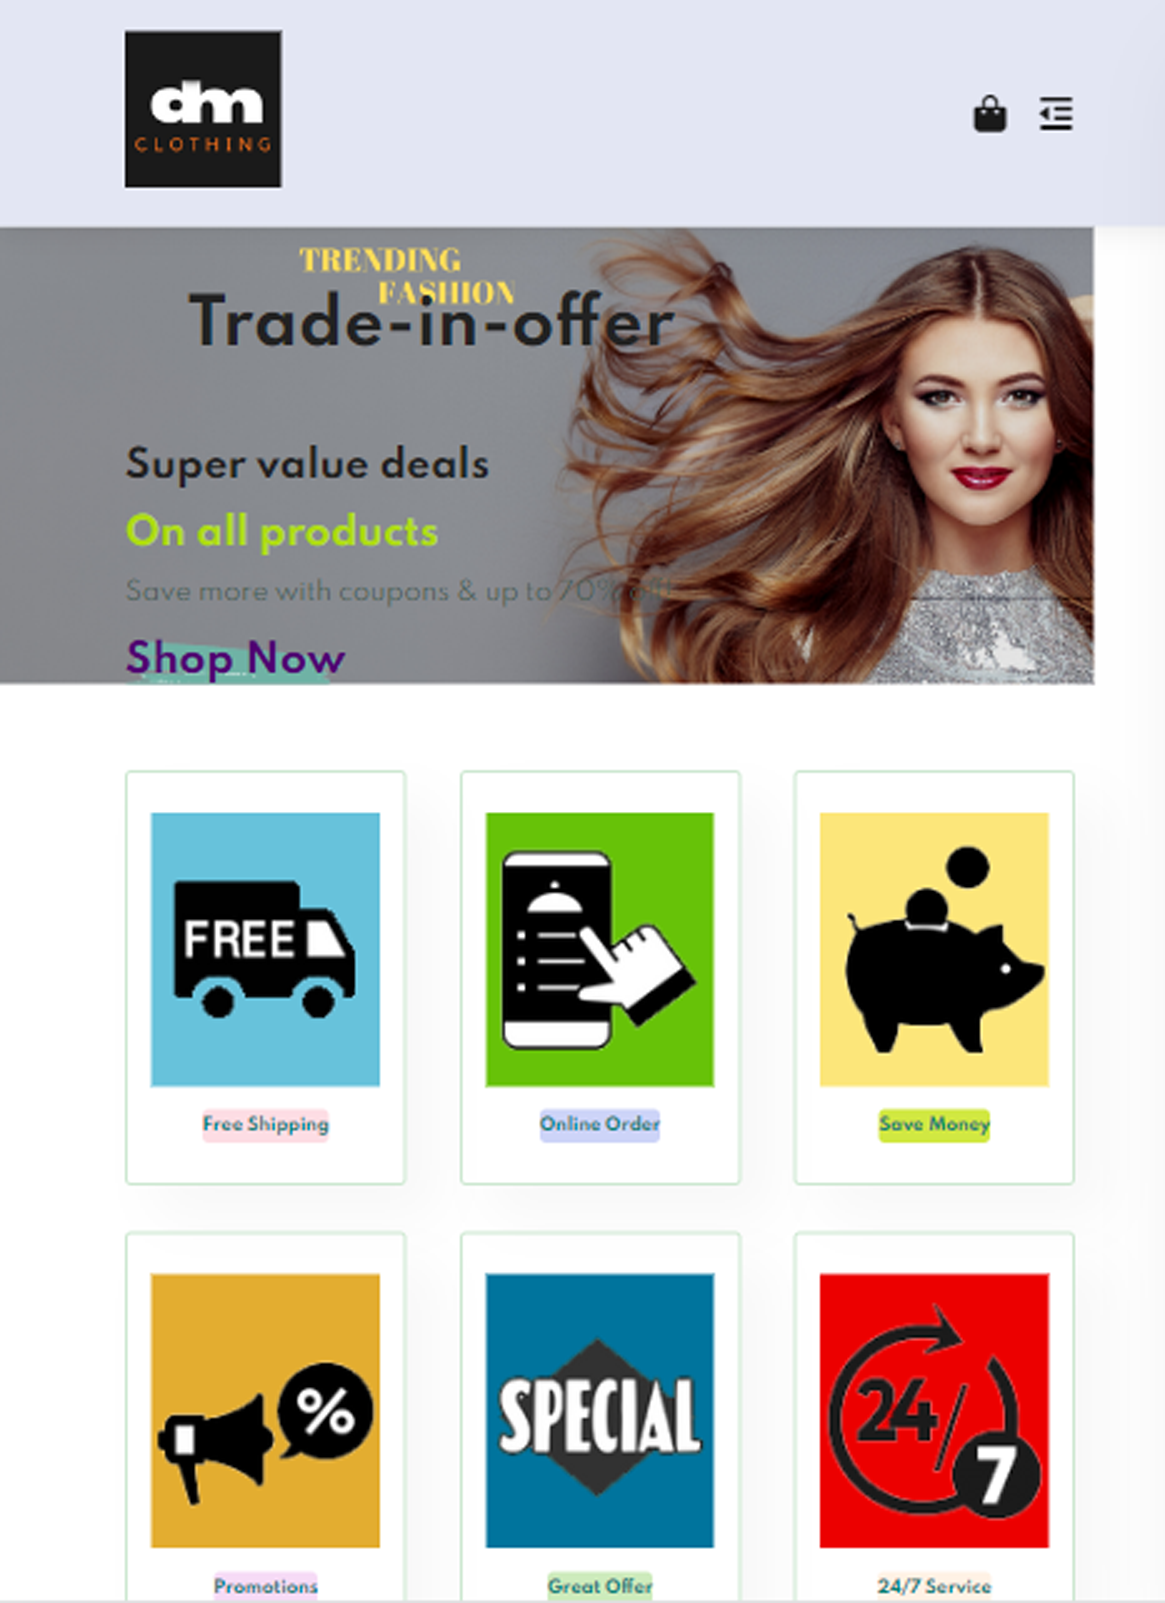 dm
CLOTHING
TRENDING
FASHION
Trade-in-offer
Super value deals
On all products
Save more with coupons & up to 70% off!
Shop Now
FREE
Free Shipping
Online Order
Save Money
%
SPECIAL
24/7
Promotions
Great Offer
24/7 Service